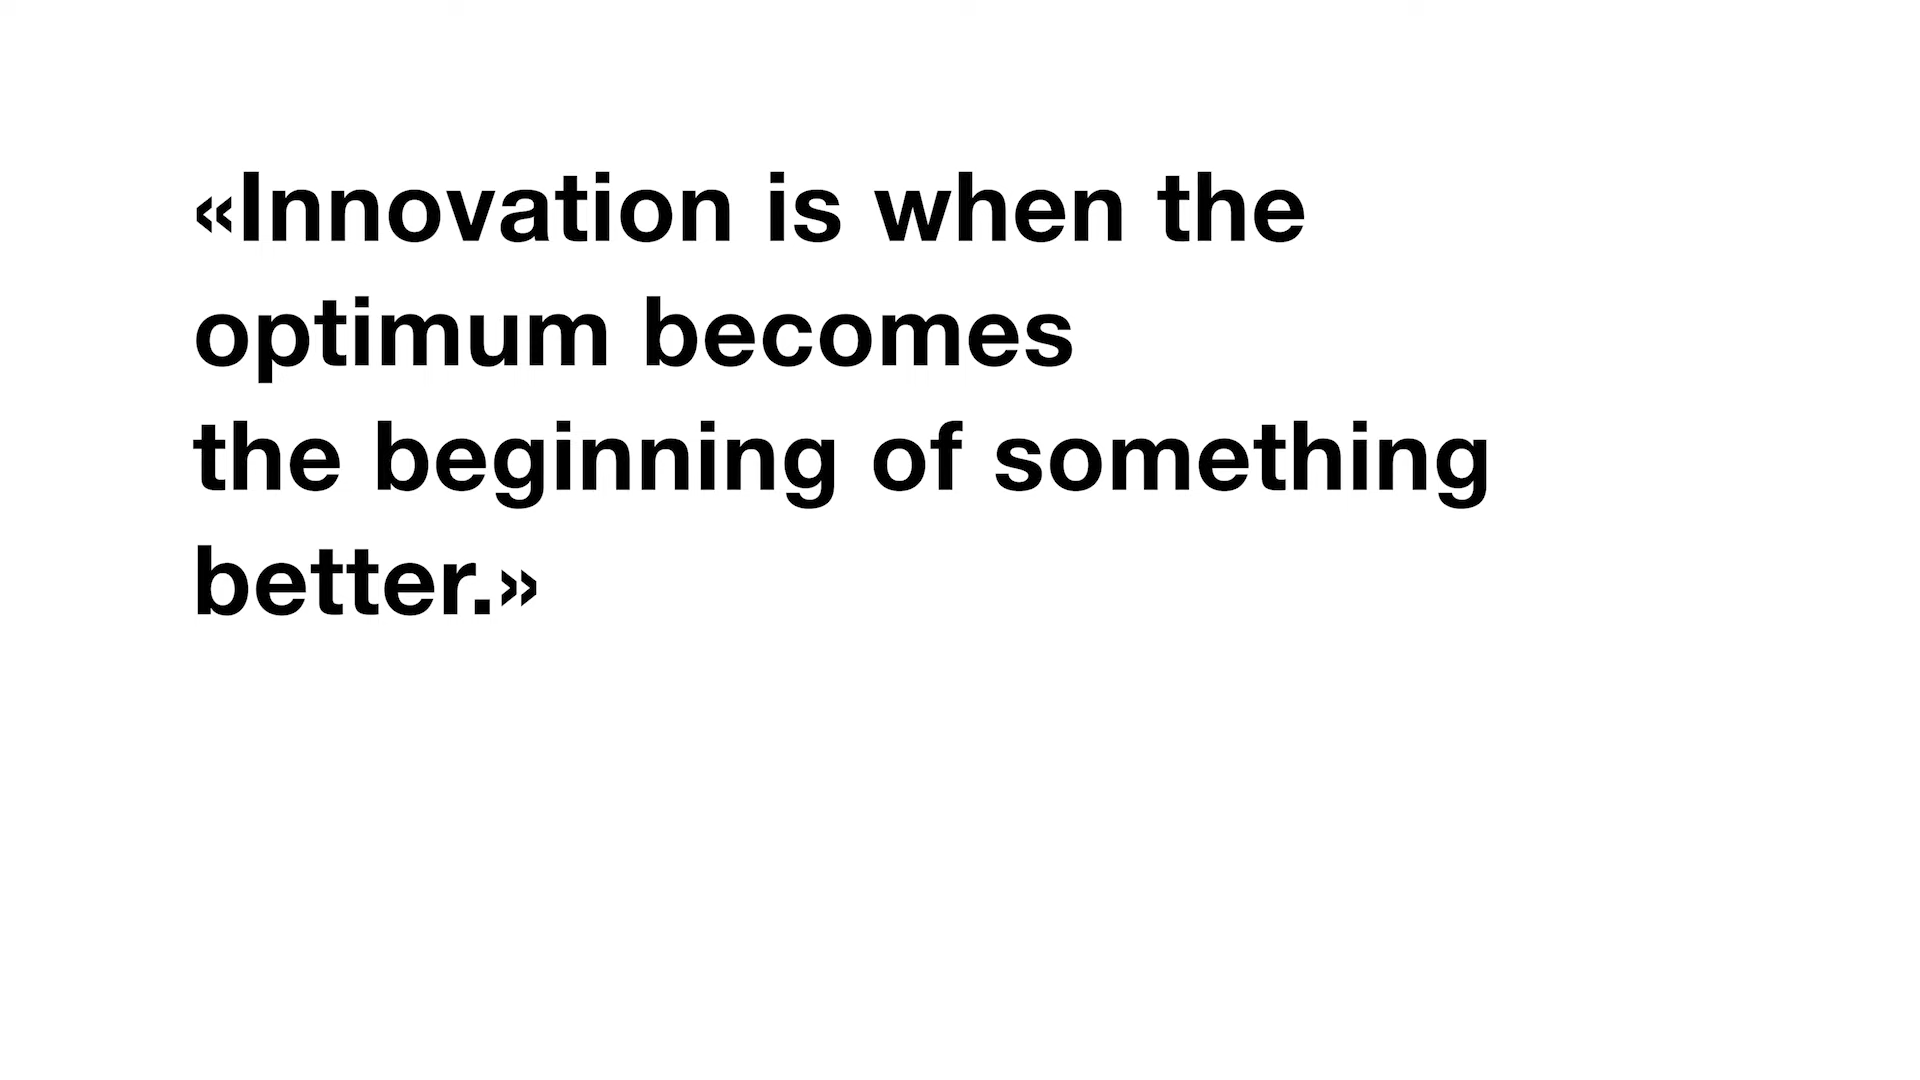 «Innovation is when the
optimum becomes
the beginning of something
better.»